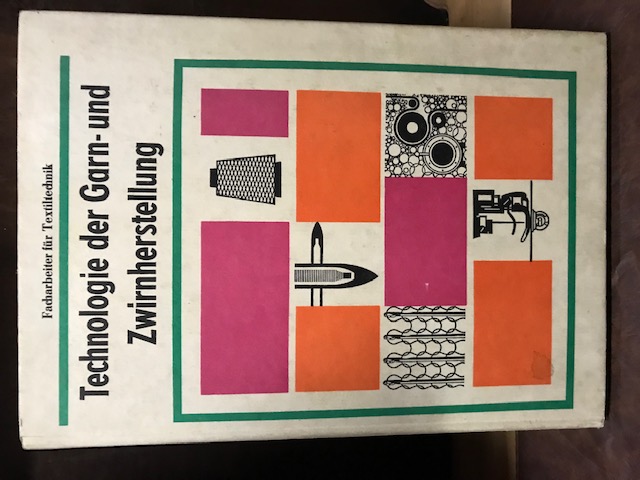 Facharbeiter für Textiltechnik
Technologie der Garn- und
Zwirnherstellung